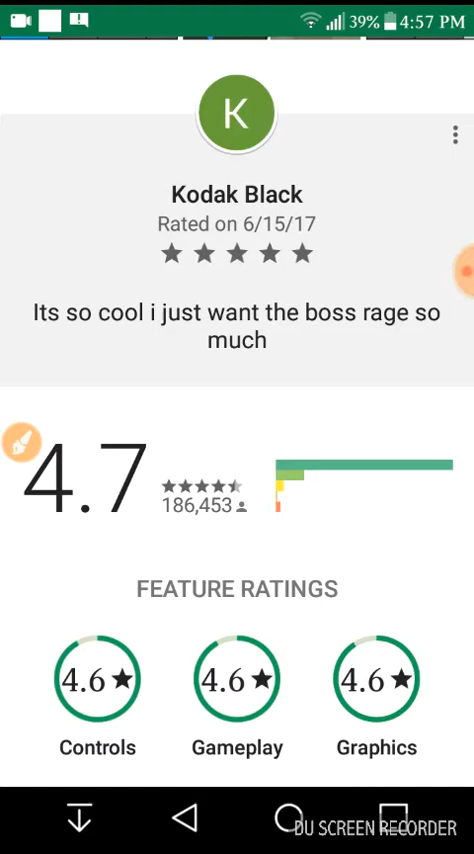 39% 4:57 PM
K
Kodak Black
Rated on 6/15/17
Its so cool i just want the boss rage so
much
4.7
186,453
FEATURE RATINGS
4.6 4.6 4.6
Controls Gameplay Graphics
DU SCREEN RECORDER